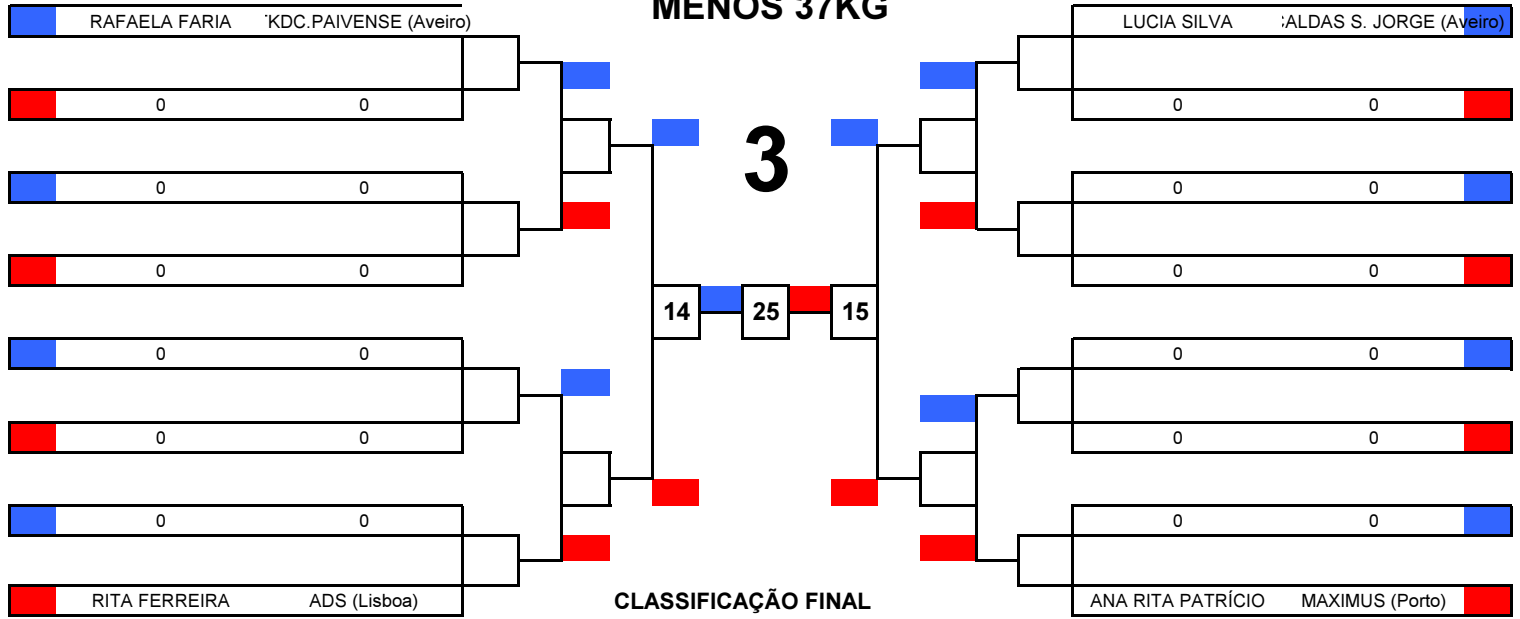 MENOS 37KG
RAFAELA FARIA KDC.PAIVENSE (Aveiro) LUCIA SILVA ALDAS S. JORGE (Aveiro)
0 0 0 0
3
0 0 0 0
0 0 0 0
14 25 15
0 0 0 0
0 0 0 0
0 0 0 0
RITA FERREIRA ADS (Lisboa) CLASSIFICAÇÃO FINAL ANA RITA PATRÍCIO MAXIMUS (Porto)